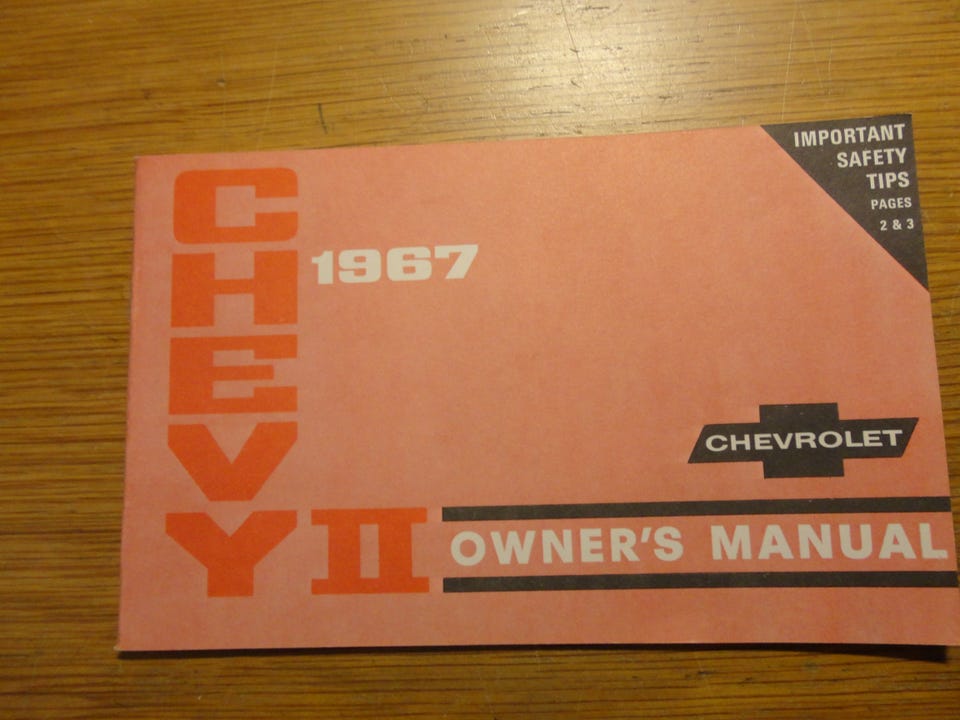 IMPORTANT
SAFETY
TIPS
PAGES
2 & 3
CHEVY II
1967
CHEVROLET
OWNER'S MANUAL